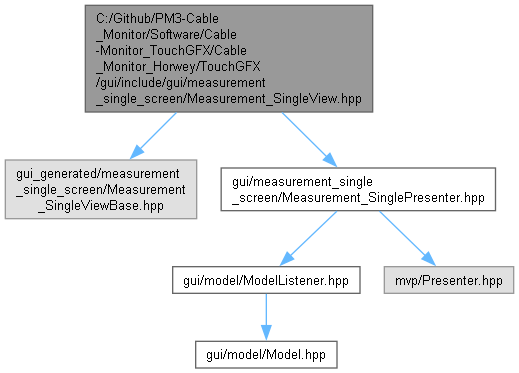 C:/Github/PM3-Cable
_Monitor/Software/Cable
-Monitor_TouchGFX/Cable
_Monitor_Horwey/TouchGFX
/gui/include/gui/measurement
_single_screen/Measurement_SingleView.hpp
gui_generated/measurement
_single_screen/Measurement
_SingleViewBase.hpp
gui/measurement_single
_screen/Measurement_SinglePresenter.hpp
gui/model/ModelListener.hpp
mvp/Presenter.hpp
gui/model/Model.hpp